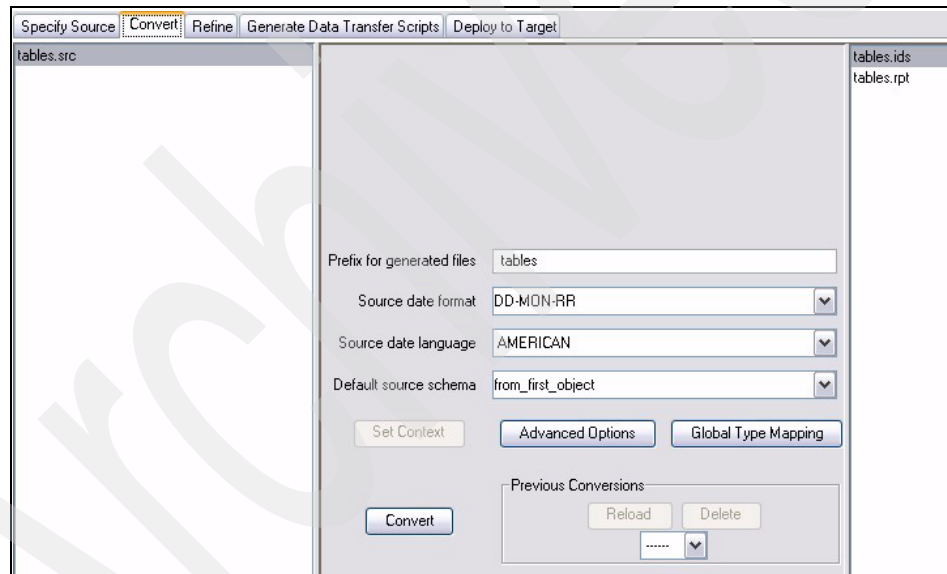 Specify Source Convert Refine Generate Data Transfer Scripts Deploy to Target
tables.src
tables.ids
tables.rpt
Prefix for generated files tables
Source date format DD-MON-RR
Source date language AMERICAN
Default source schema from_first_object
Set Context Advanced Options Global Type Mapping
Previous Conversions
Convert Reload Delete
------